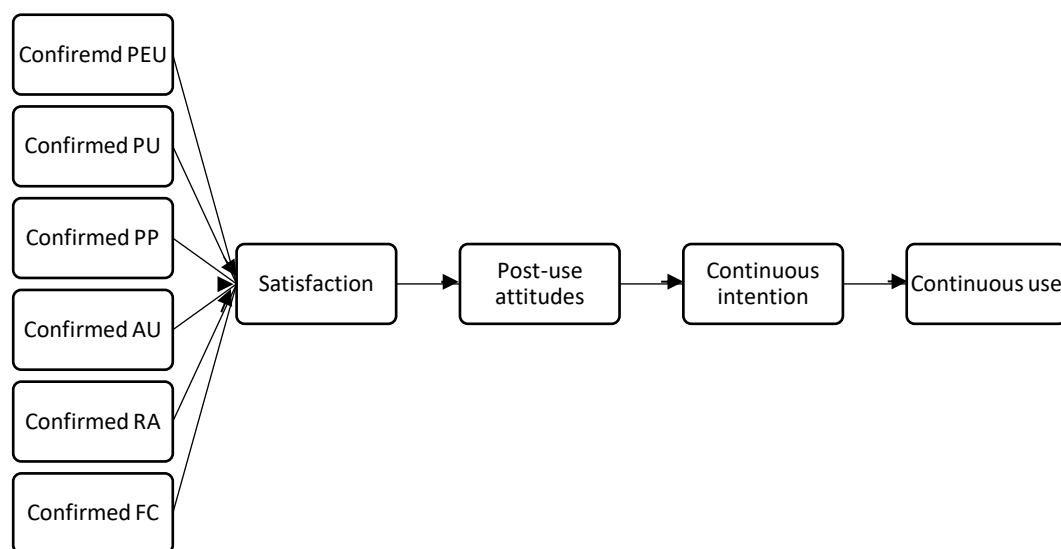 Confiremd PEU
Confirmed PU
Confirmed PP
Confirmed AU
Confirmed RA
Confirmed FC
Satisfaction
Post-use
attitudes
Continuous
intention
Continuous use